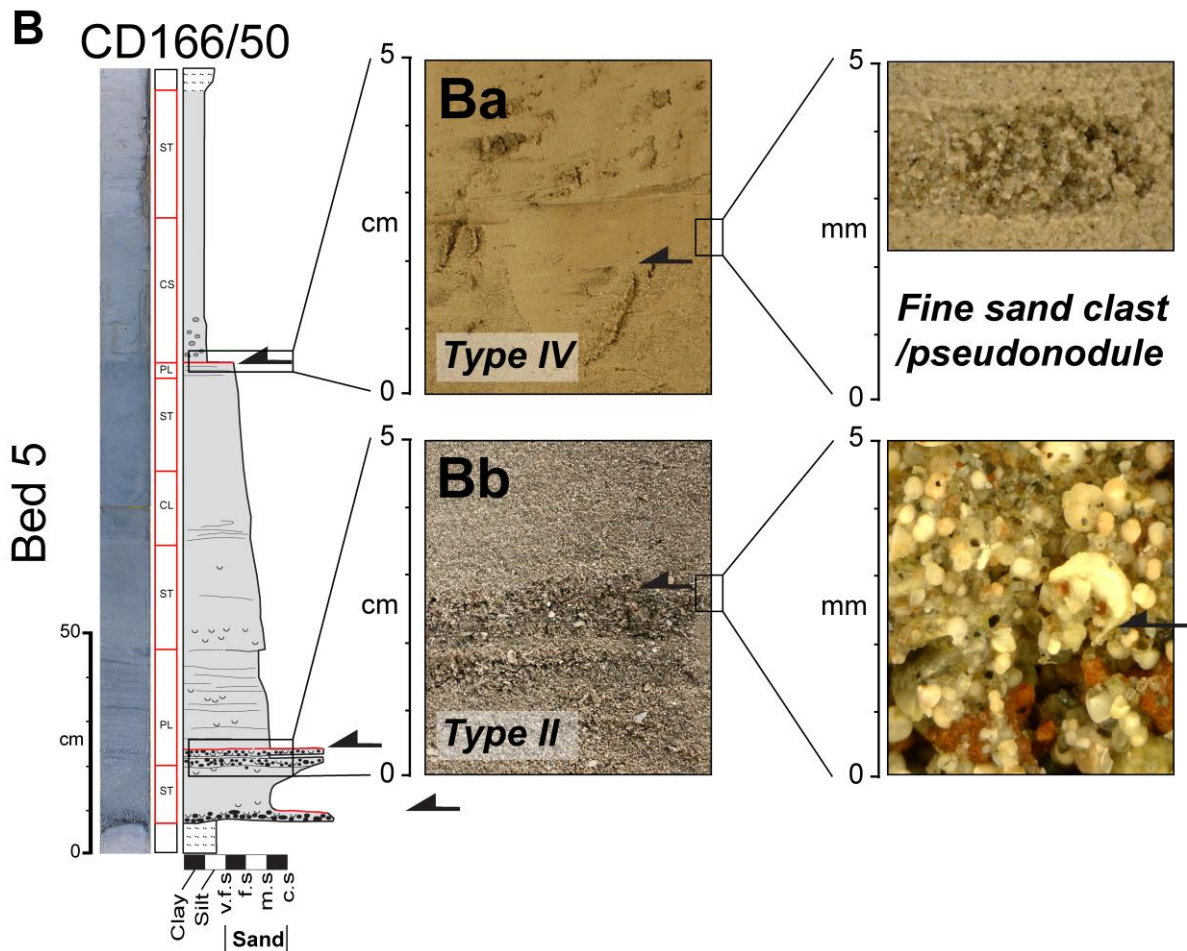 B
CD166/50
Bed 5
50
cm
0
ST
CS
PL
ST
CL
ST
PL
ST
Clay
Silt
v.f.s
f.s
m.s
c.s
Sand
5
cm
0
Ba
Type IV
5
mm
0
Fine sand clast
/pseudonodule
5
cm
0
Bb
Type II
5
mm
0